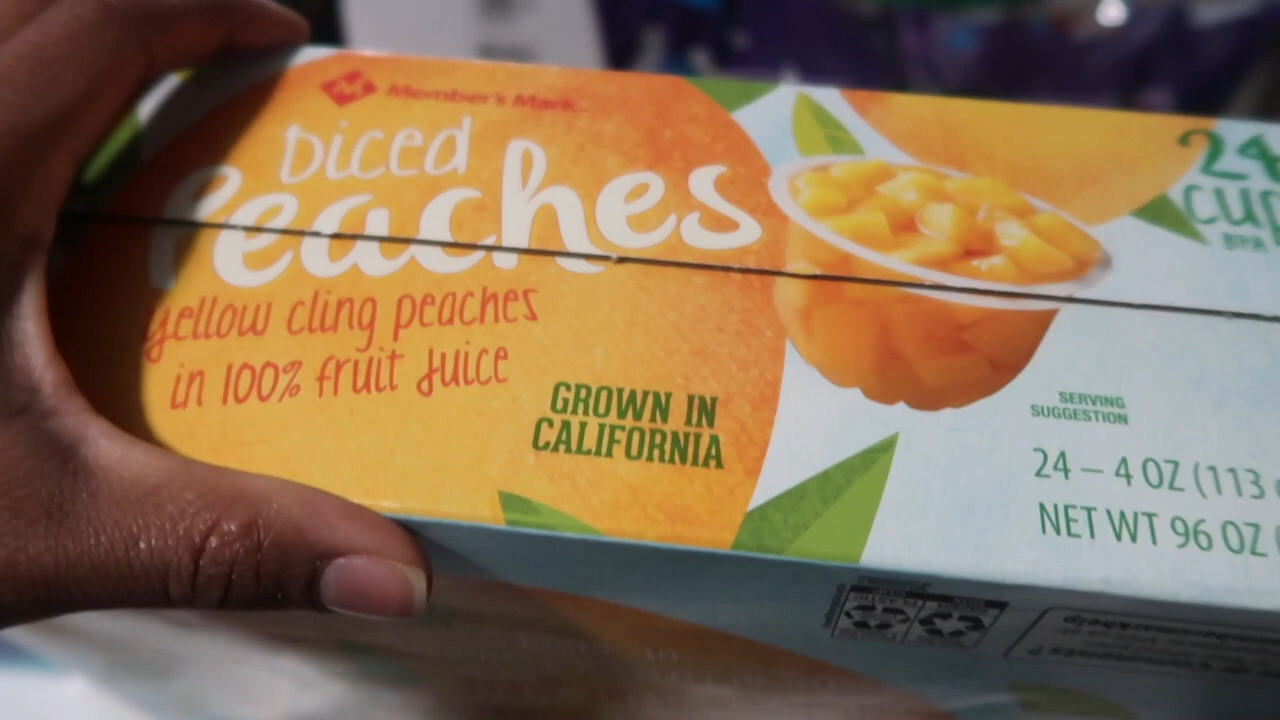 Member's Mark
Diced
Peaches
yellow cling peaches
in 100% fruit juice
GROWN IN
CALIFORNIA
24
CUP
BPA
SERVING
SUGGESTION
24 – 4 OZ (113
NET WT 96 OZ (